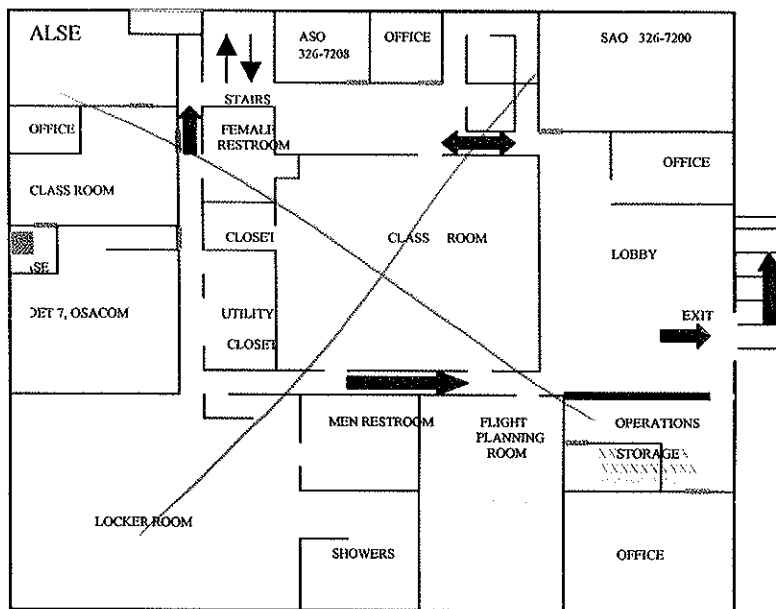 ALSE
ASO
326-7208
OFFICE
SAO 326-7200
STAIRS
OFFICE
FEMALE
RESTROOM
OFFICE
CLASS ROOM
CLOSET
CLASS ROOM
LOBBY
DET 7, OSACOM
UTILITY
CLOSET
EXIT
MEN RESTROOM
FLIGHT
PLANNING
ROOM
OPERATIONS
STORAGE
XXXXXXXXXX
LOCKER ROOM
SHOWERS
OFFICE